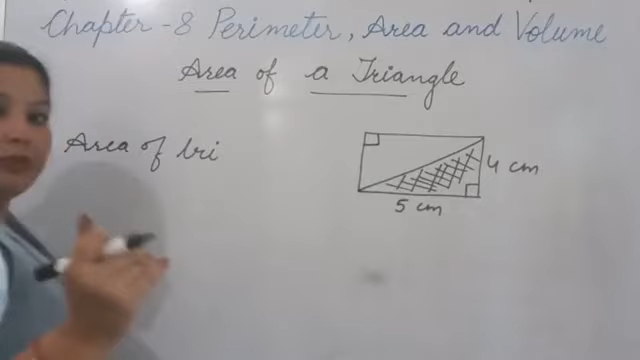 Chapter - 8 Perimeter, Area and Volume
Area of a Triangle
Area of tri
4 cm
5 cm